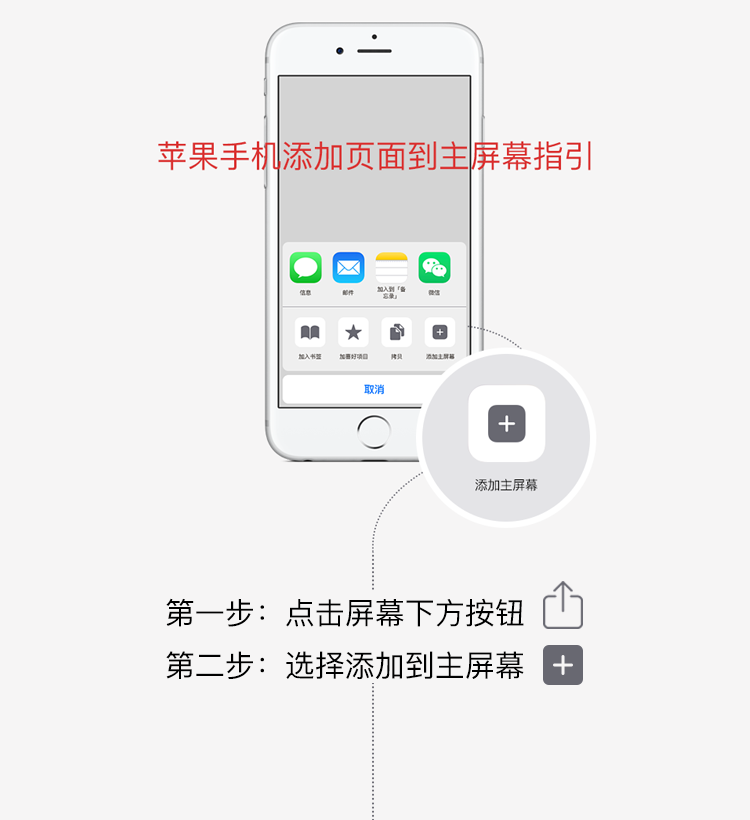 苹果手机添加页面到主屏幕指引
信息 邮件 加入到「备忘录」 微信
加入书签 加喜好项目 拷贝 添加主屏幕
取消
添加主屏幕
第一步：点击屏幕下方按钮
第二步：选择添加到主屏幕